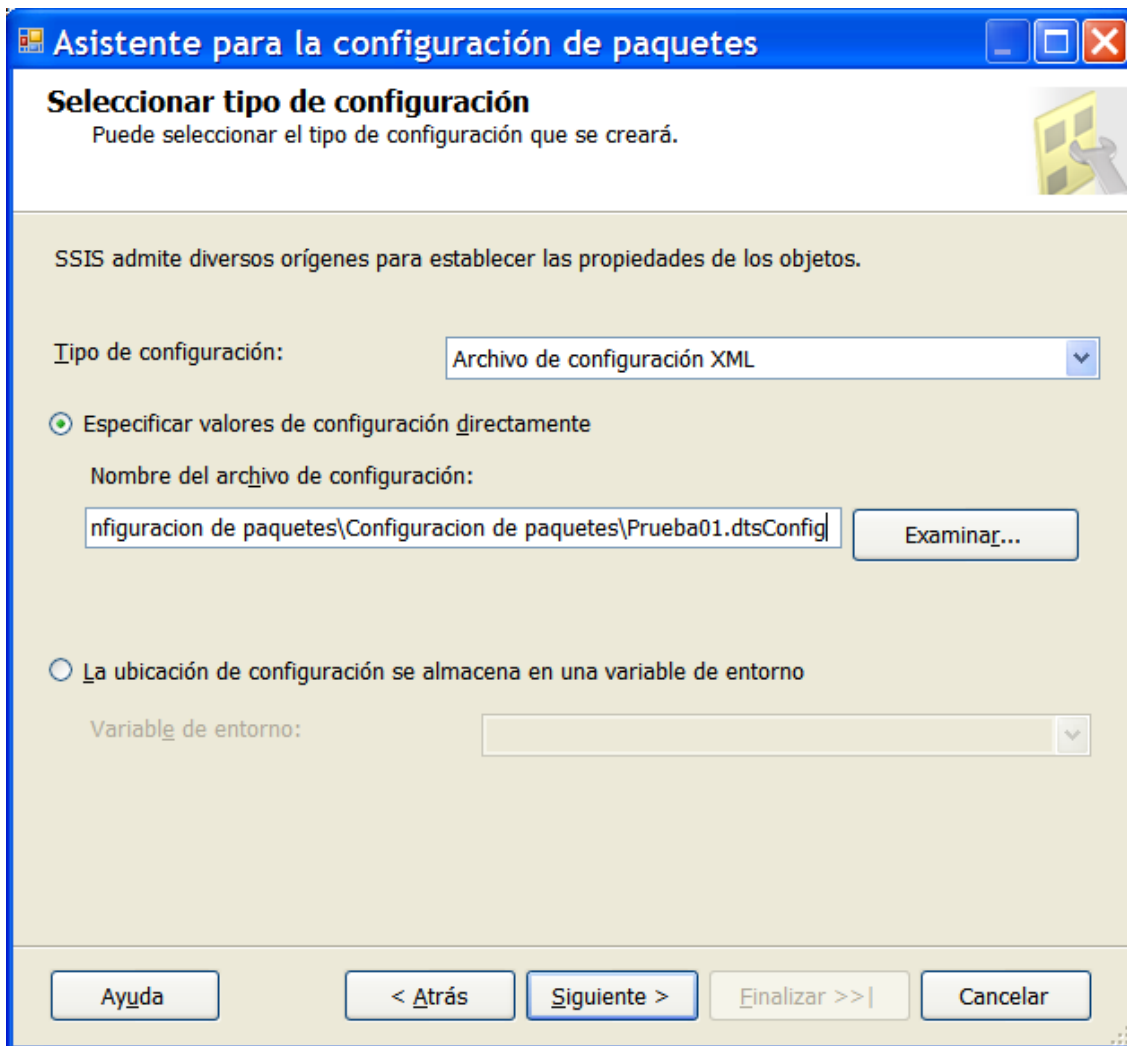 Asistente para la configuración de paquetes
Seleccionar tipo de configuración
Puede seleccionar el tipo de configuración que se creará.
SSIS admite diversos orígenes para establecer las propiedades de los objetos.
Tipo de configuración:
Archivo de configuración XML
Especificar valores de configuración directamente
Nombre del archivo de configuración:
nfiguracion de paquetes\Configuracion de paquetes\Prueba01.dtsConfig
Examinar...
La ubicación de configuración se almacena en una variable de entorno
Variable de entorno:
Ayuda
< Atrás
Siguiente >
Finalizar >>|
Cancelar